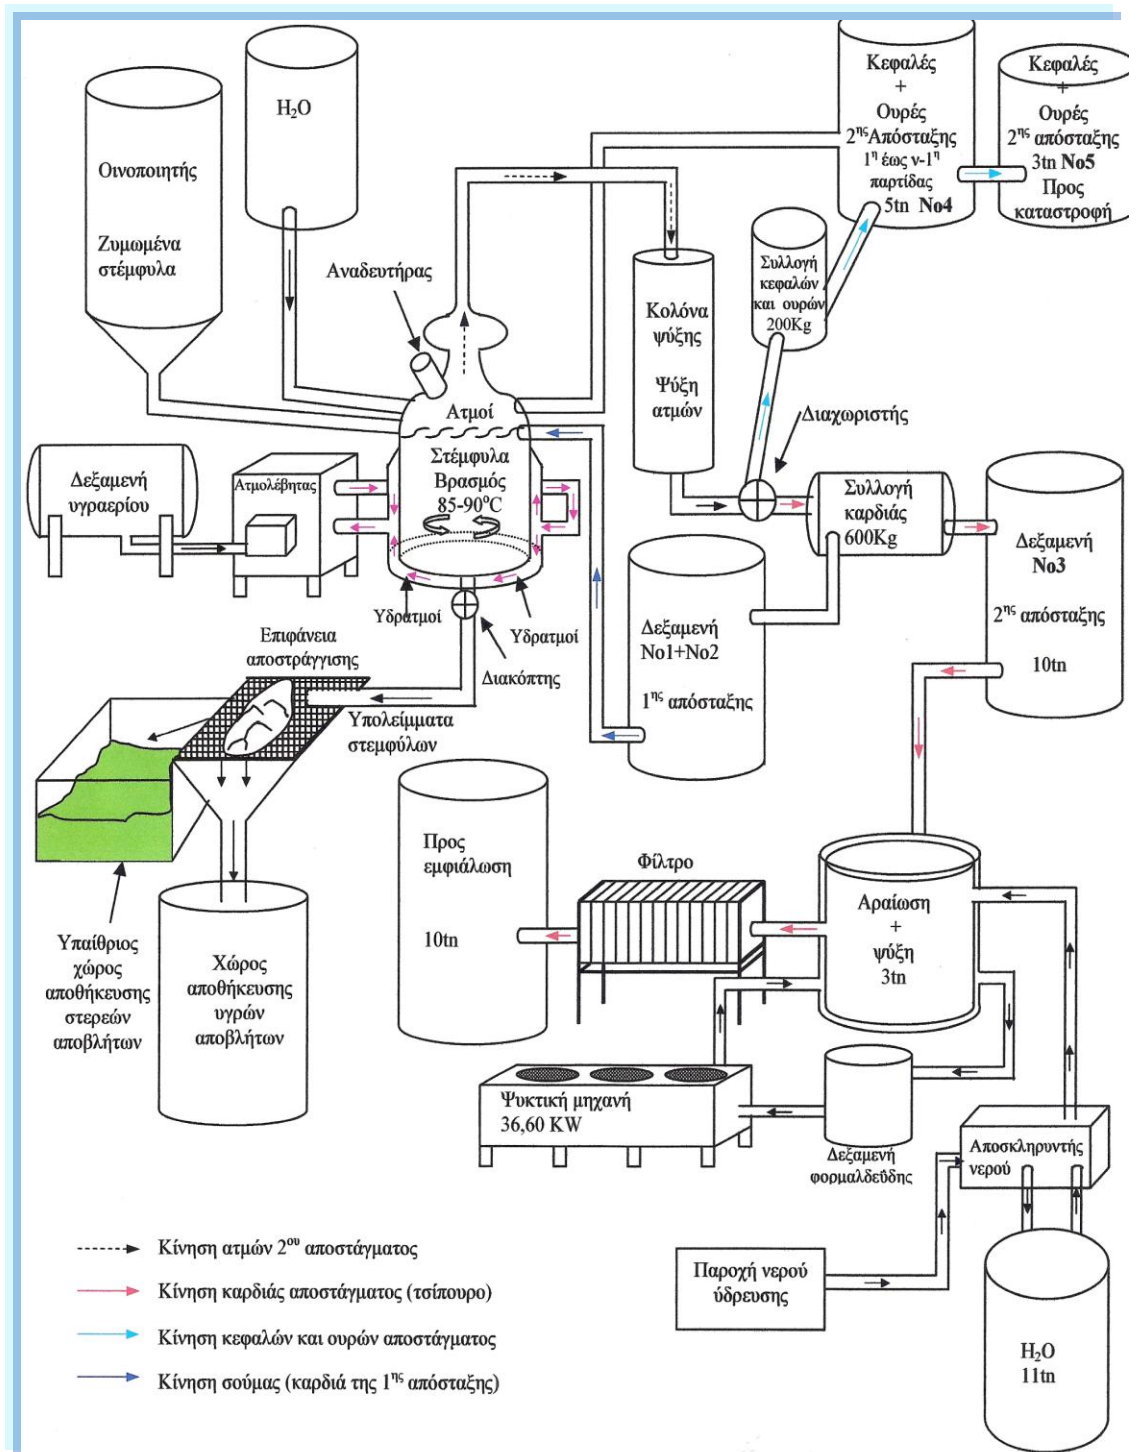 Οινοποιητής
Ζυμωμένα
στέμφυλα
H₂O
Αναδευτήρας
Ατμοί
Στέμφυλα
Βρασμός
85-90°C
Κολόνα
ψύξης
Ψύξη
ατμών
Συλλογή
κεφαλών
και ουρών
200Kg
Κεφαλές
+
Ουρές
2ης Απόσταξης
1η έως ν-1η
παρτίδας
5tn No4
Κεφαλές
+
Ουρές
2ης απόσταξης
3tn No5
Προς
καταστροφή
Διαχωριστής
Δεξαμενή
υγραερίου
Ατμολέβητας
Συλλογή
καρδιάς
600Kg
Δεξαμενή
No3
2ης απόσταξης
10tn
Δεξαμενή
No1+No2
1ης απόσταξης
Υδρατμοί
Υδρατμοί
Διακόπτης
Επιφάνεια
αποστράγγισης
Υπολείμματα
στεμφύλων
Προς
εμφιάλωση
10tn
Φίλτρο
Αραίωση
+
ψύξη
3tn
Υπαίθριος
χώρος
αποθήκευσης
στερεών
αποβλήτων
Χώρος
αποθήκευσης
υγρών
αποβλήτων
Ψυκτική μηχανή
36,60 KW
Δεξαμενή
φορμαλδεΰδης
Αποσκληρυντής
νερού
Παροχή νερού
ύδρευσης
H₂O
11tn
Κίνηση ατμών 2ου αποστάγματος
Κίνηση καρδιάς αποστάγματος (τσίπουρο)
Κίνηση κεφαλών και ουρών αποστάγματος
Κίνηση σούμας (καρδιά της 1ης απόσταξης)